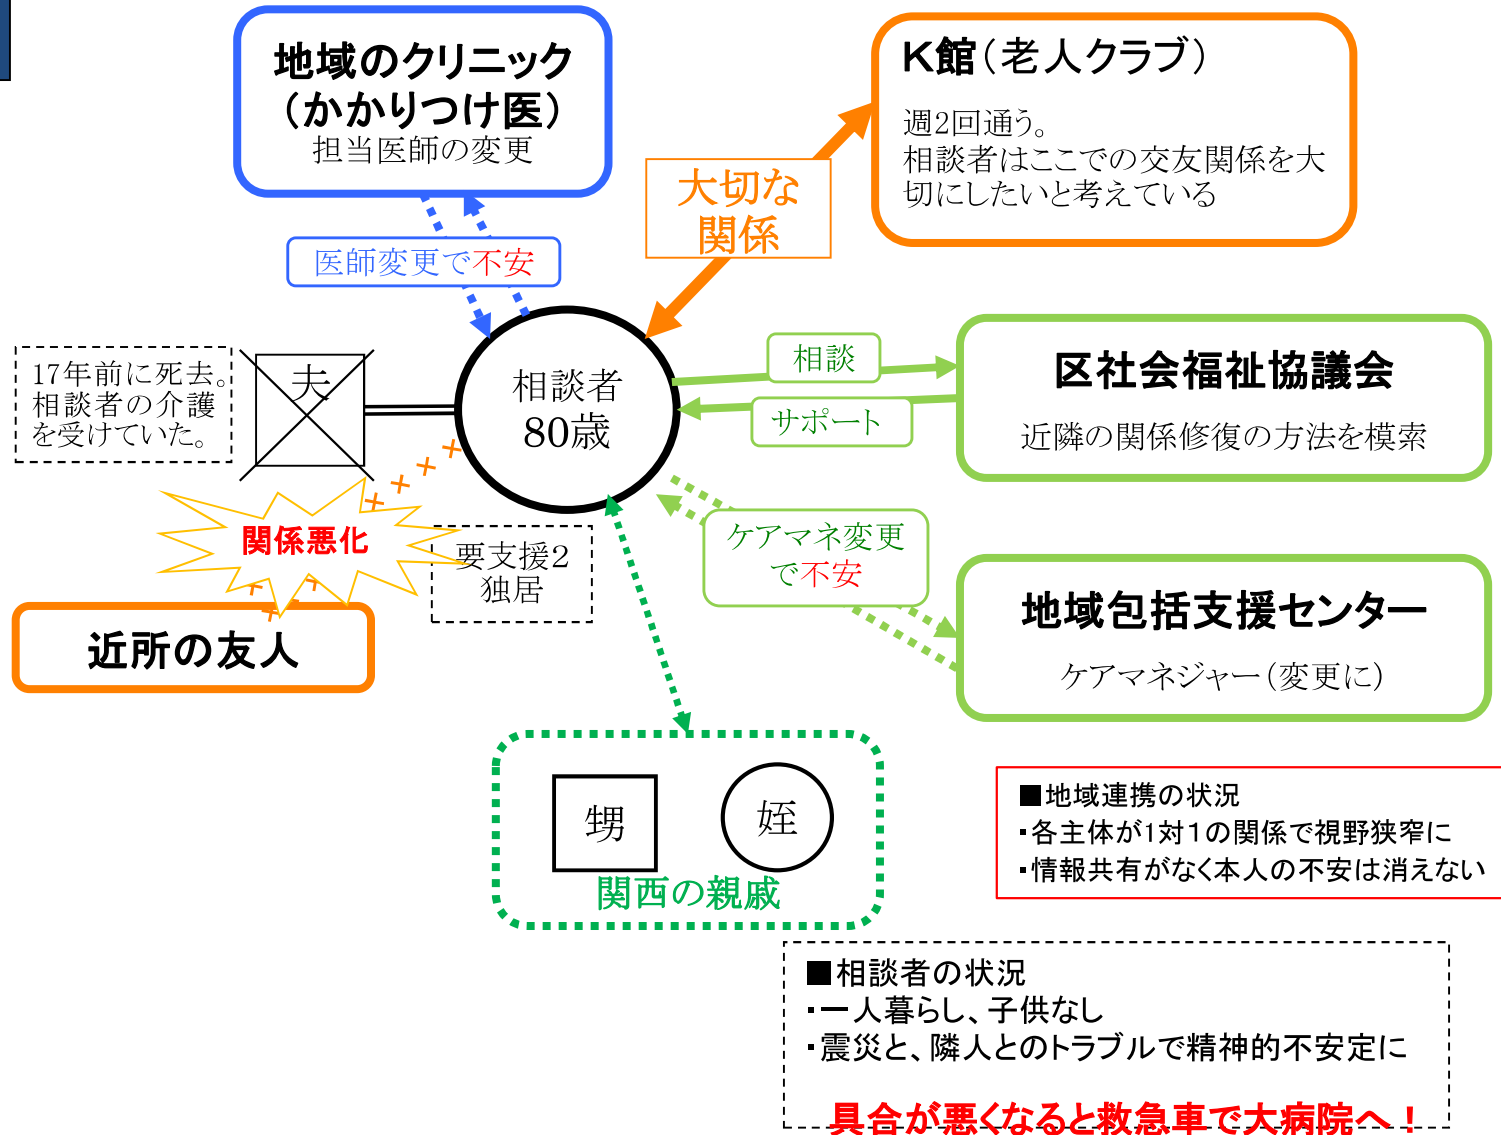 地域のクリニック
（かかりつけ医）
担当医師の変更
K館（老人クラブ）
週2回通う。
相談者はここでの交友関係を大
切にしたいと考えている
大切な
関係
医師変更で不安
17年前に死去。
相談者の介護
を受けていた。
夫
相談者
80歳
相談
サポート
区社会福祉協議会
近隣の関係修復の方法を模索
関係悪化
要支援2
独居
ケアマネ変更
で不安
近所の友人
地域包括支援センター
ケアマネジャー（変更に）
甥
姪
関西の親戚
■地域連携の状況
・各主体が1対1の関係で視野狭窄に
・情報共有がなく本人の不安は消えない
■相談者の状況
・一人暮らし、子供なし
・震災と、隣人とのトラブルで精神的不安定に
具合が悪くなると救急車で大病院へ！